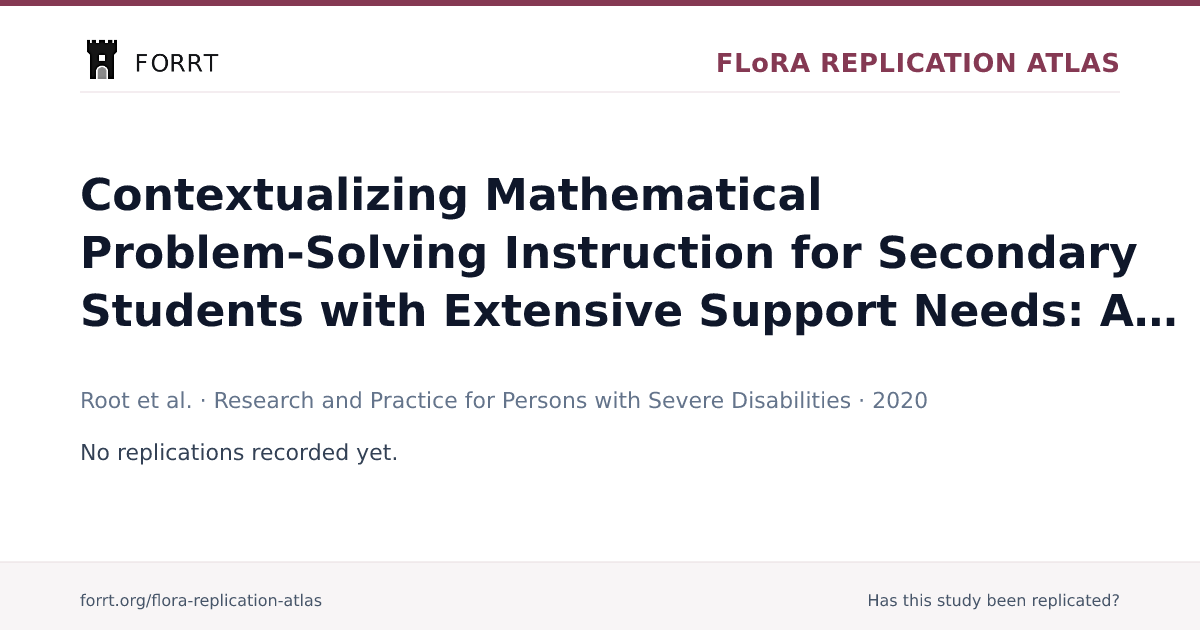 FORRT
FLoRA REPLICATION ATLAS
Contextualizing Mathematical
Problem-Solving Instruction for Secondary
Students with Extensive Support Needs: A…
Root et al. · Research and Practice for Persons with Severe Disabilities · 2020
No replications recorded yet.
forrt.org/flora-replication-atlas
Has this study been replicated?